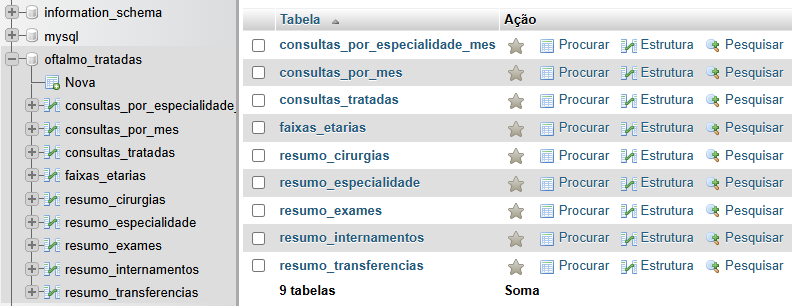 information_schema
mysql
oftalmo_tratadas
Nova
consultas_por_especialidade_
consultas_por_mes
consultas_tratadas
faixas_etarias
resumo_cirurgias
resumo_especialidade
resumo_exames
resumo_internamentos
resumo_transferencias
Tabela Ação
consultas_por_especialidade_mes Procurar Estrutura Pesquisar
consultas_por_mes Procurar Estrutura Pesquisar
consultas_tratadas Procurar Estrutura Pesquisar
faixas_etarias Procurar Estrutura Pesquisar
resumo_cirurgias Procurar Estrutura Pesquisar
resumo_especialidade Procurar Estrutura Pesquisar
resumo_exames Procurar Estrutura Pesquisar
resumo_internamentos Procurar Estrutura Pesquisar
resumo_transferencias Procurar Estrutura Pesquisar
9 tabelas Soma